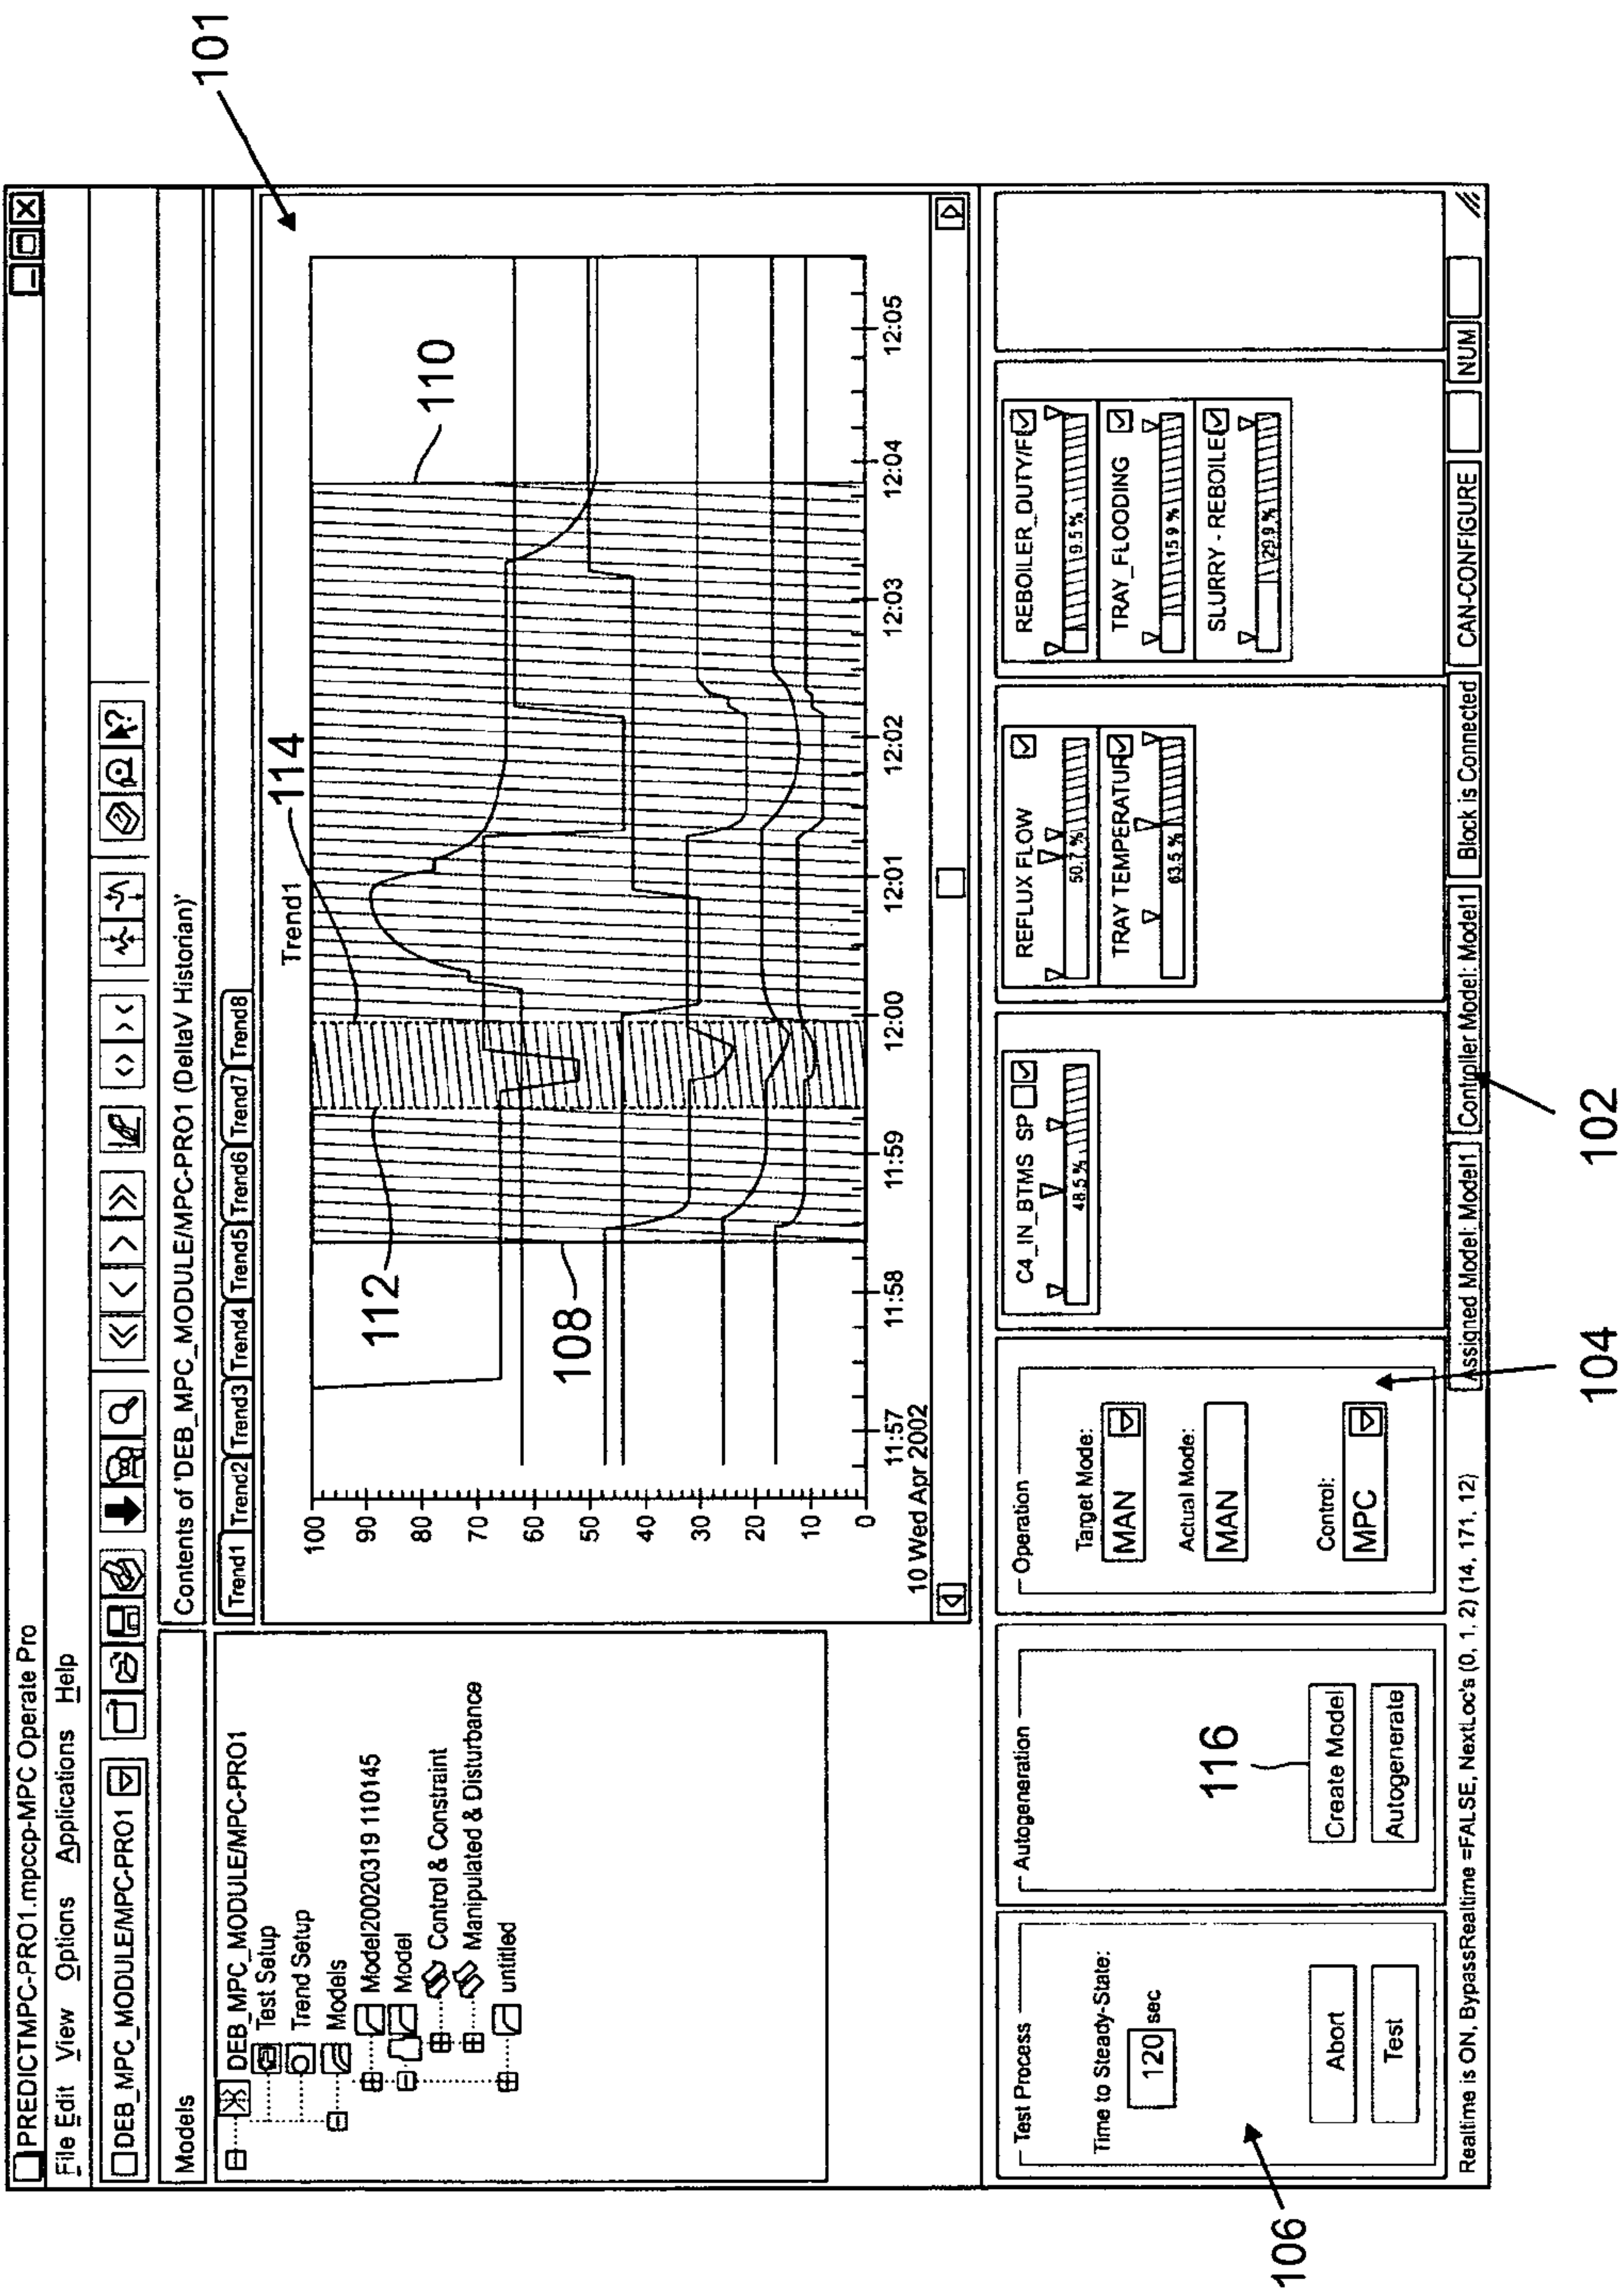 PREDICTMPC-PRO1.mpccp-MPC Operate Pro
File Edit View Options Applications Help
DEB_MPC_MODULE/MPC-PRO1
Models
Contents of 'DEB_MPC_MODULE/MPC-PRO1 (DeltaV Historian)'
DEB_MPC_MODULE/MPC-PRO1
Test Setup
Trend Setup
Models
Model20020319 110145
Model
Control & Constraint
Manipulated & Disturbance
untitled
Trend1 Trend2 Trend3 Trend4 Trend5 Trend6 Trend7 Trend8
Trend1
101
114
112
108
110
100
90
80
70
60
50
40
30
20
10
0
11:57 11:58 11:59 12:00 12:01 12:02 12:03 12:04 12:05
10 Wed Apr 2002
Test Process
Time to Steady-State:
120 sec
Abort
Test
106
Autogeneration
116
Create Model
Autogenerate
Operation
Target Mode:
MAN
Actual Mode:
MAN
Control:
MPC
104
C4_IN_BTMS SP
48.5 %
REFLUX FLOW
50.7 %
TRAY TEMPERATUR
63.5 %
REBOILER_DUTY/F
9.5 %
TRAY_FLOODING
15.9 %
SLURRY - REBOILE
29.9 %
Realtime is ON, BypassRealtime =FALSE, NextLoc's (0, 1, 2) (14, 171, 12)
Assigned Model: Model1 Controller Model: Model1 Block is Connected CAN-CONFIGURE NUM
102